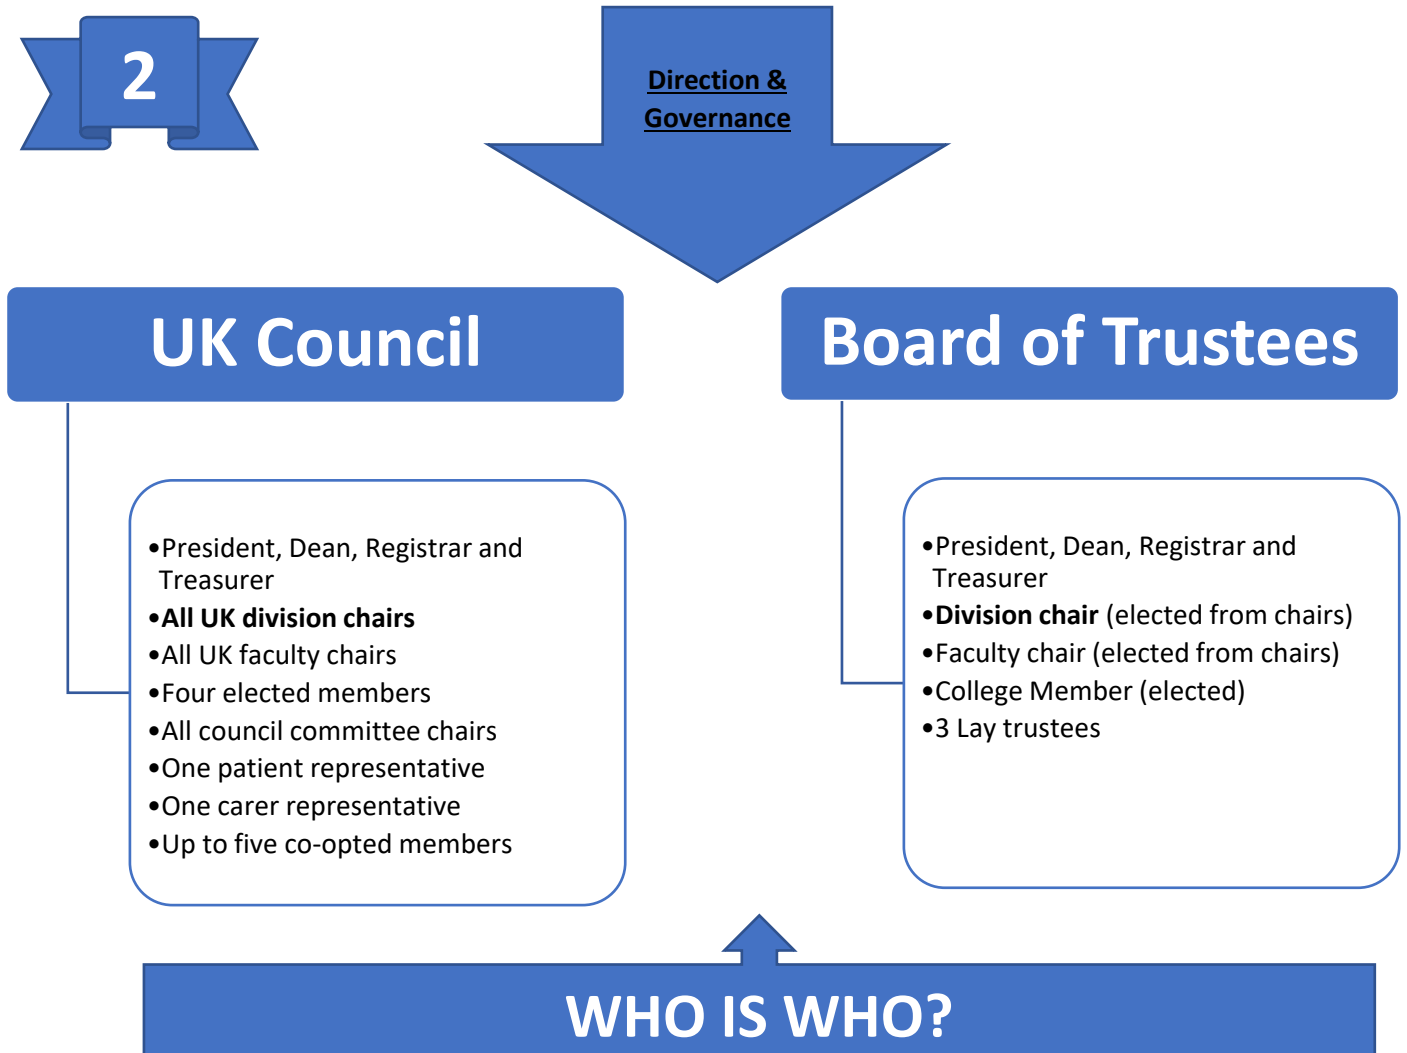 2
Direction &
Governance
UK Council
•President, Dean, Registrar and
Treasurer
•All UK division chairs
•All UK faculty chairs
•Four elected members
•All council committee chairs
•One patient representative
•One carer representative
•Up to five co-opted members
Board of Trustees
•President, Dean, Registrar and
Treasurer
•Division chair (elected from chairs)
•Faculty chair (elected from chairs)
•College Member (elected)
•3 Lay trustees
WHO IS WHO?